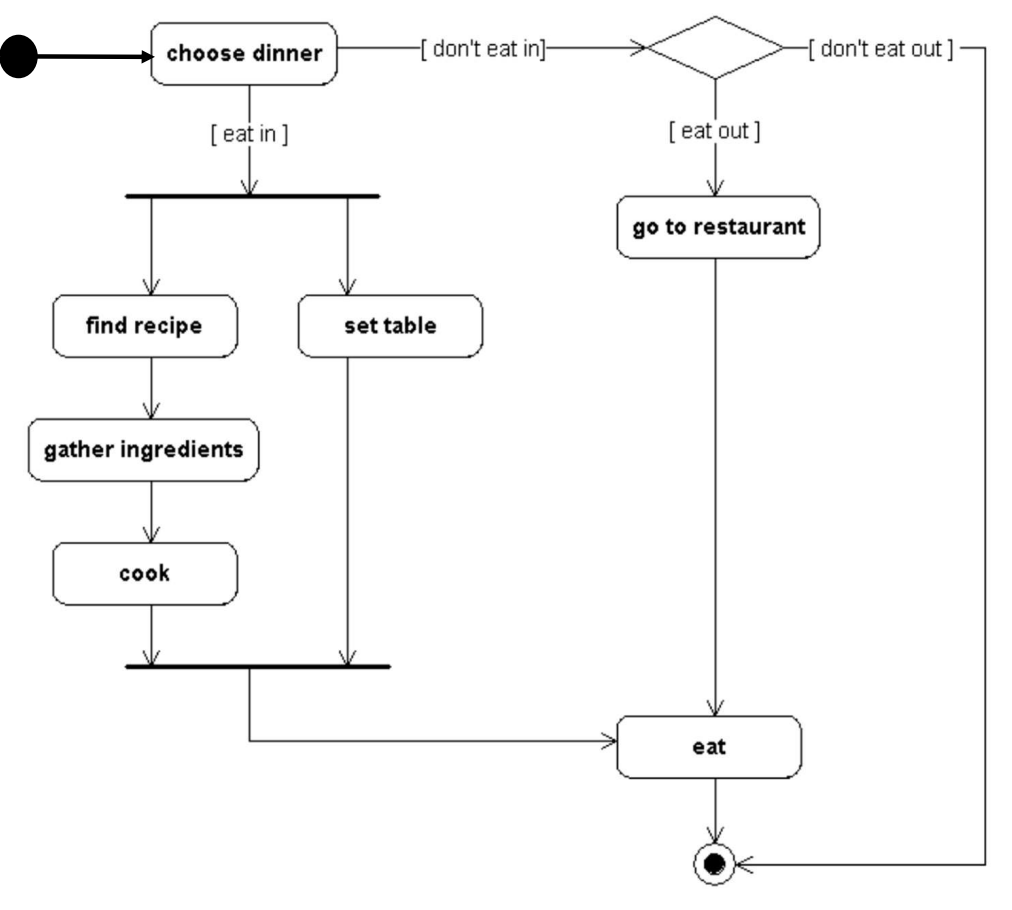 choose dinner
[ don't eat in]
[ don't eat out ]
[ eat in ]
[ eat out ]
go to restaurant
find recipe
set table
gather ingredients
cook
eat